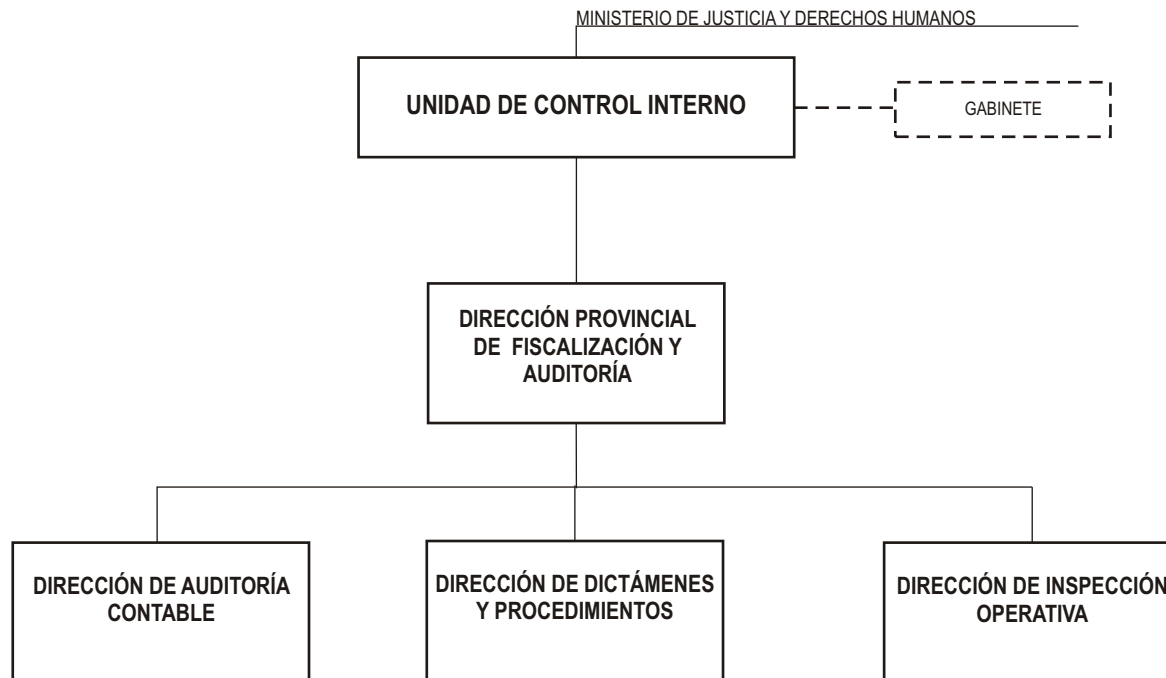 MINISTERIO DE JUSTICIA Y DERECHOS HUMANOS
UNIDAD DE CONTROL INTERNO
GABINETE
DIRECCIÓN PROVINCIAL
DE FISCALIZACIÓN Y
AUDITORÍA
DIRECCIÓN DE AUDITORÍA
CONTABLE
DIRECCIÓN DE DICTÁMENES
Y PROCEDIMIENTOS
DIRECCIÓN DE INSPECCIÓN
OPERATIVA